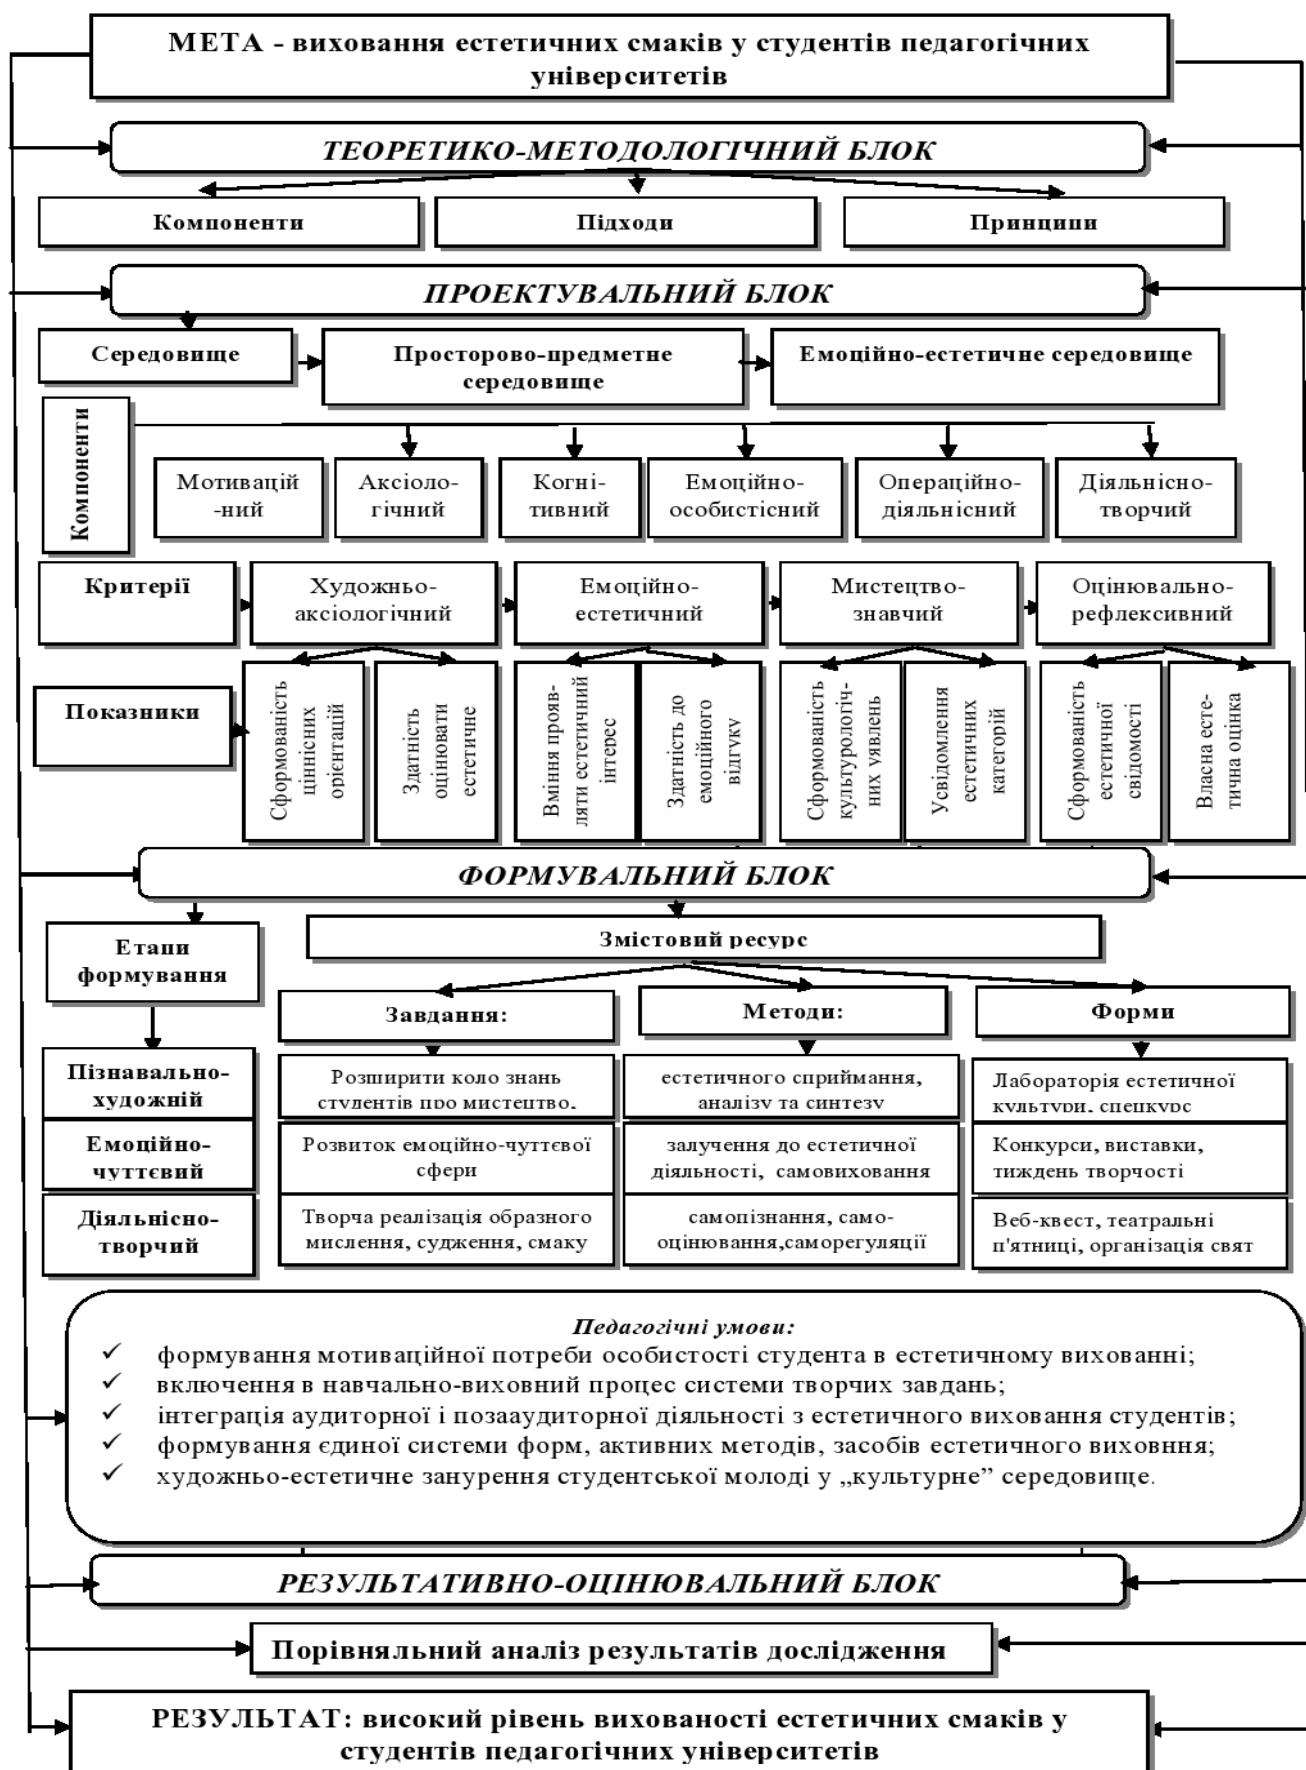 МЕТА - виховання естетичних смаків у студентів педагогічних
університетів
ТЕОРЕТИКО-МЕТОДОЛОГІЧНИЙ БЛОК
Компоненти
Підходи
Принципи
ПРОЕКТУВАЛЬНИЙ БЛОК
Середовище
Просторово-предметне
середовище
Емоційно-естетичне середовище
Компоненти
Мотивацій
-ний
Аксіоло-
гічний
Когні-
тивний
Емоційно-
особистісний
Операційно-
діяльнісний
Діяльнісно-
творчий
Критерії
Художньо-
аксіологічний
Емоційно-
естетичний
Мистецтво-
знавчий
Оцінювально-
рефлексивний
Показники
Сформованість
ціннісних
орієнтацій
Здатність
оцінювати
естетичне
Вміння прояв-
ляти естетичний
інтерес
Здатність до
емоційного
відгуку
Сформованість
культурологіч-
них уявлень
Усвідомлення
естетичних
категорій
Сформованість
естетичної
свідомості
Власна есте-
тична оцінка
ФОРМУВАЛЬНИЙ БЛОК
Етапи
формування
Змістовий ресурс
Завдання:
Методи:
Форми
Пізнавально-
художній
Розширити коло знань
студентів про мистецтво,
естетичного сприймання,
аналізу та синтезу
Лабораторія естетичної
культури, спецкурс
Емоційно-
чуттєвий
Розвиток емоційно-чуттєвої
сфери
залучення до естетичної
діяльності, самовиховання
Конкурси, виставки,
тиждень творчості
Діяльнісно-
творчий
Творча реалізація образного
мислення, судження, смаку
самопізнання, само-
оцінювання,саморегуляції
Веб-квест, театральні
п'ятниці, організація свят
Педагогічні умови:
✓ формування мотиваційної потреби особистості студента в естетичному вихованні;
✓ включення в навчально-виховний процес системи творчих завдань;
✓ інтеграція аудиторної і позааудиторної діяльності з естетичного виховання студентів;
✓ формування єдиної системи форм, активних методів, засобів естетичного виховння;
✓ художньо-естетичне занурення студентської молоді у „культурне” середовище.
РЕЗУЛЬТАТИВНО-ОЦІНЮВАЛЬНИЙ БЛОК
Порівняльний аналіз результатів дослідження
РЕЗУЛЬТАТ: високий рівень вихованості естетичних смаків у
студентів педагогічних університетів